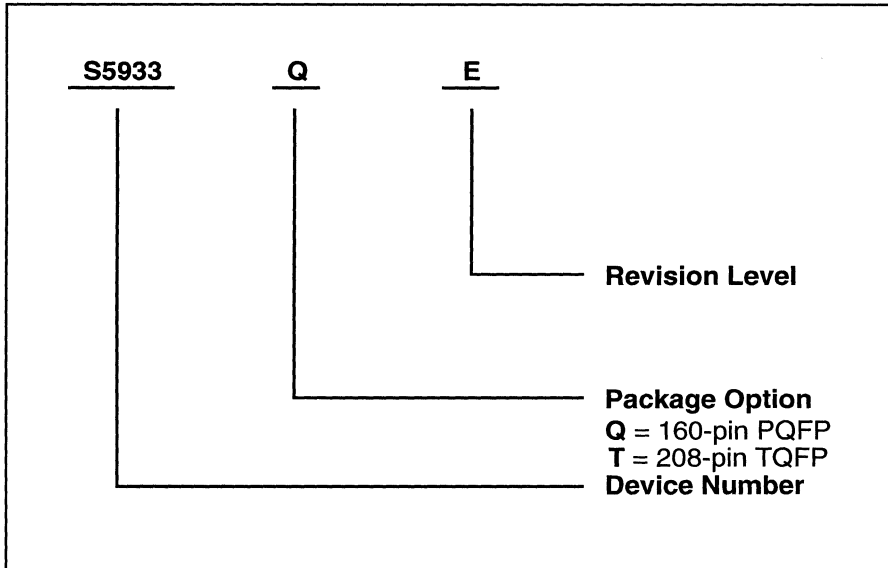 S5933 Q E
Revision Level
Package Option
Q = 160-pin PQFP
T = 208-pin TQFP
Device Number